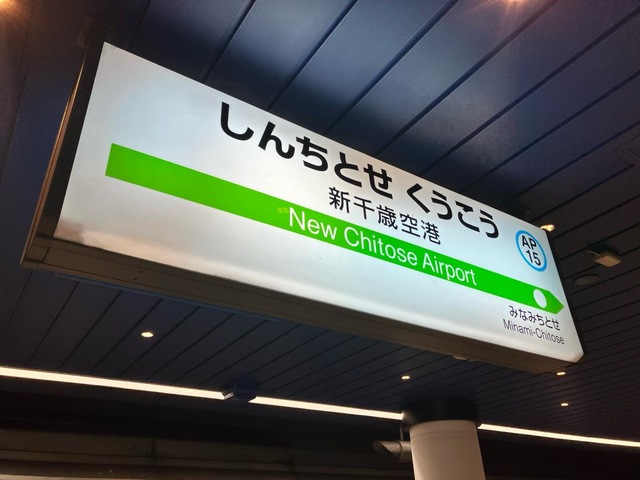 しんちとせ くうこう
新千歳空港
AP
15
New Chitose Airport
みなみちとせ
Minami-Chitose